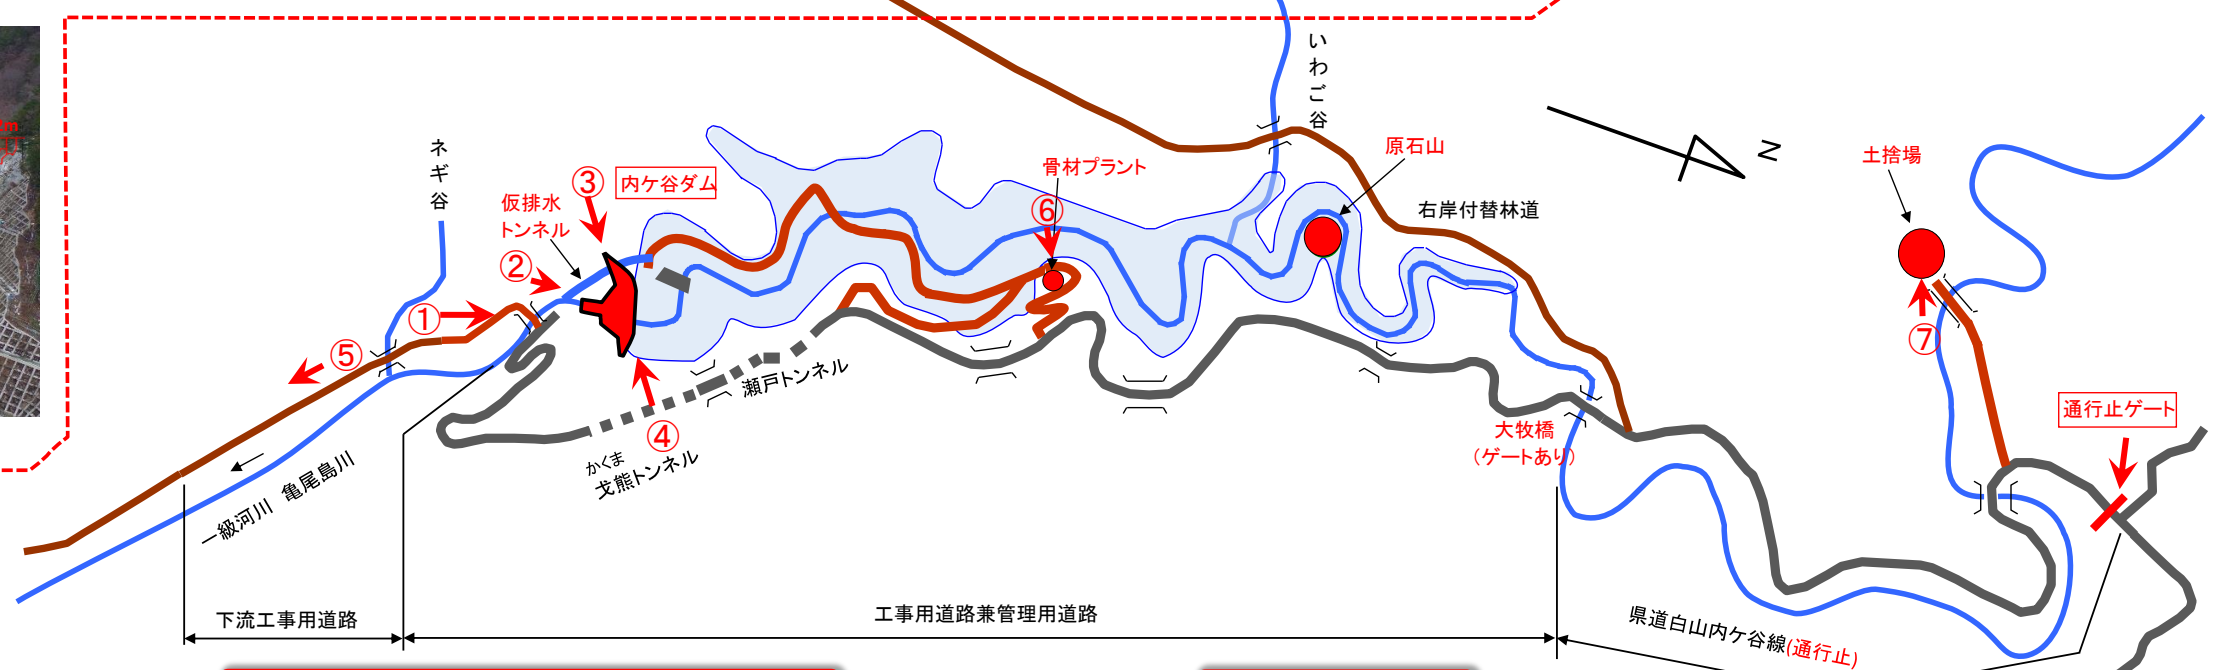 いわご谷
ネギ谷
原石山
土捨場
骨材プラント
③
内ケ谷ダム
仮排水
トンネル
⑥
右岸付替林道
N
②
①
⑤
⑦
瀬戸トンネル
通行止ゲート
④
大牧橋
(ゲートあり)
かくま
戈熊トンネル
一級河川 亀尾島川
下流工事用道路
工事用道路兼管理用道路
県道白山内ケ谷線(通行止)